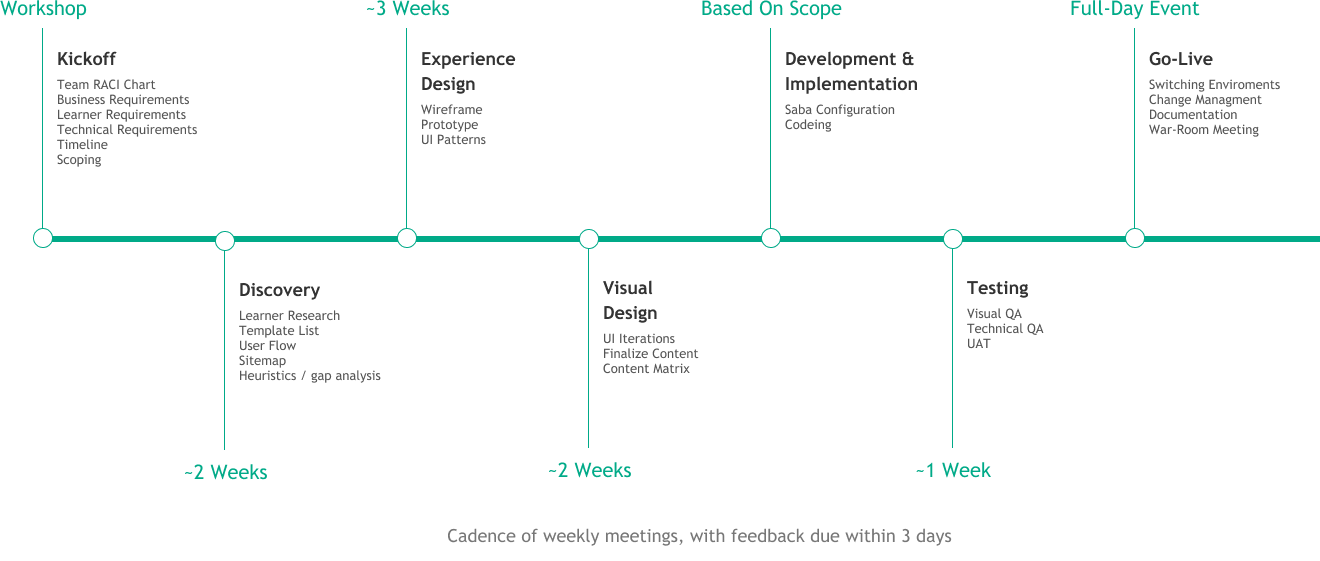 Workshop
~3 Weeks
Based On Scope
Full-Day Event
Kickoff
Team RACI Chart
Business Requirements
Learner Requirements
Technical Requirements
Timeline
Scoping
Experience
Design
Wireframe
Prototype
UI Patterns
Development &
Implementation
Saba Configuration
Codeing
Go-Live
Switching Enviroments
Change Managment
Documentation
War-Room Meeting
Discovery
Learner Research
Template List
User Flow
Sitemap
Heuristics / gap analysis
Visual
Design
UI Iterations
Finalize Content
Content Matrix
Testing
Visual QA
Technical QA
UAT
~2 Weeks
~2 Weeks
~1 Week
Cadence of weekly meetings, with feedback due within 3 days